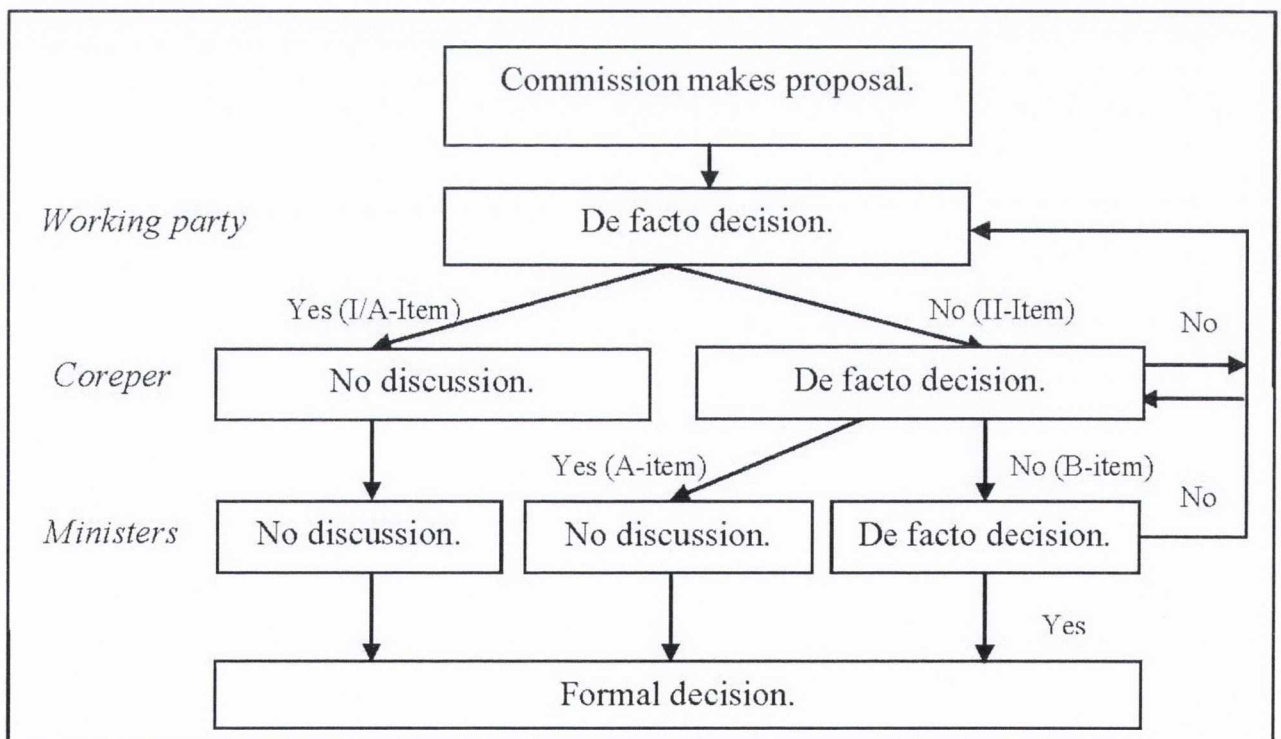 Commission makes proposal.
Working party
De facto decision.
Yes (I/A-Item)
No (II-Item)
No
Coreper
No discussion.
De facto decision.
Yes (A-item)
No (B-item)
No
Ministers
No discussion.
No discussion.
De facto decision.
Yes
Formal decision.